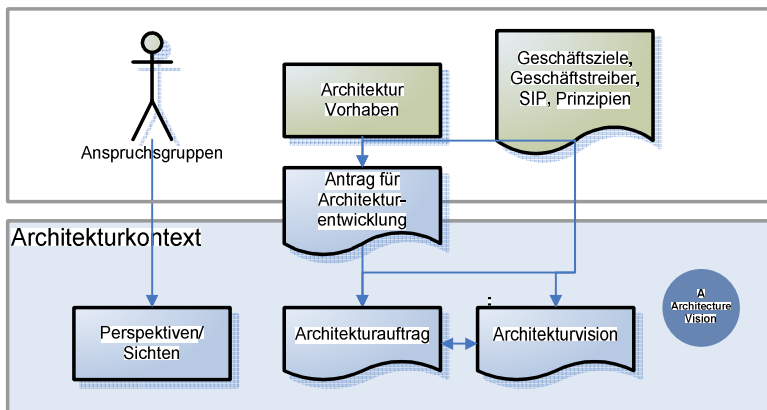 Anspruchsgruppen
Architektur
Vorhaben
Geschäftsziele,
Geschäftstreiber,
SIP, Prinzipien
Antrag für
Architektur-
entwicklung
Architekturkontext
Perspektiven/
Sichten
Architekturauftrag
:
Architekturvision
A
Architecture
Vision